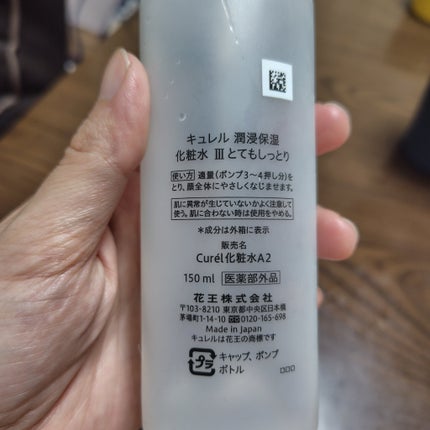 キュレル 潤浸保湿
化粧水 Ⅲ とてもしっとり
使い方 適量(ポンプ3〜4押し分)を
とり、顔全体にやさしくなじませます。
肌に異常が生じていないかよく注意して
使う。肌に合わない時は使用をやめる。
*成分は外箱に表示
販売名
Curél化粧水A2
150ml 医薬部外品
花王株式会社
〒103-8210 東京都中央区日本橋
茅場町1-14-10 0120-165-698
Made in Japan
キュレルは花王の商標です
プラ キャップ、ポンプ
ボトル